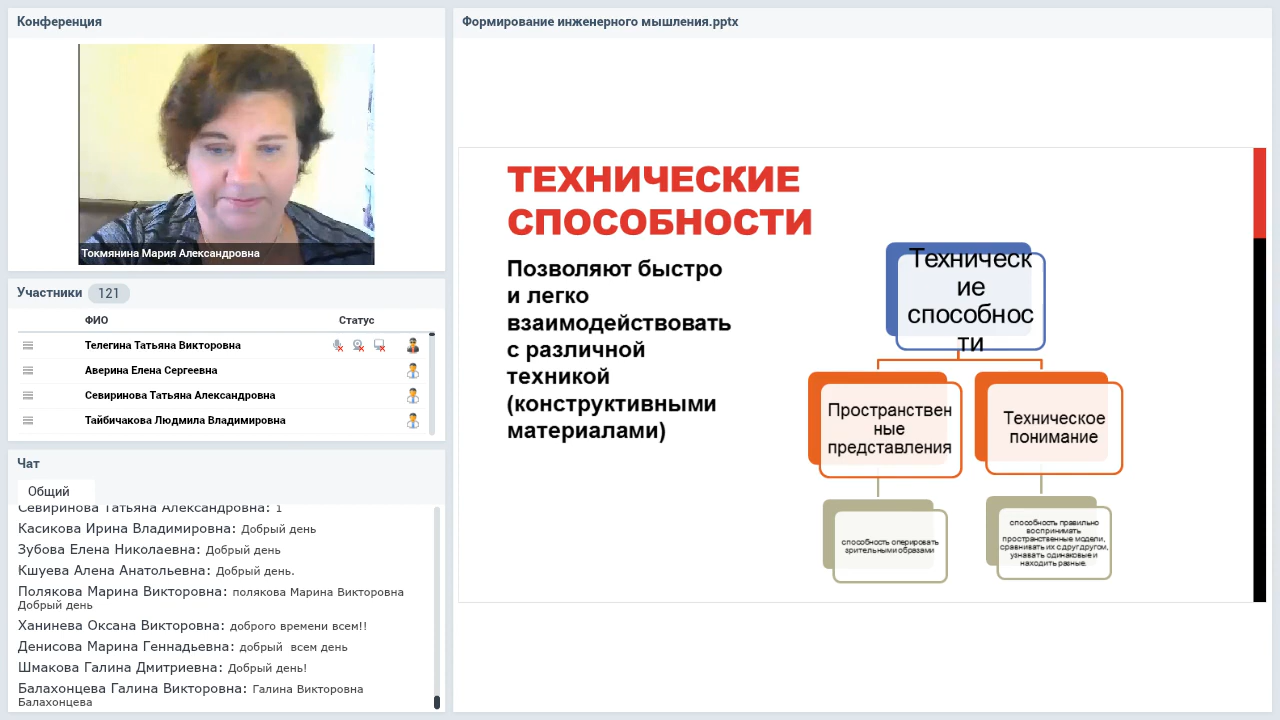 Конференция
Токмянина Мария Александровна
Участники 121
ФИО Статус
Телегина Татьяна Викторовна
Аверина Елена Сергеевна
Севиринова Татьяна Александровна
Тайбичакова Людмила Владимировна
Чат
Общий
Севиринова Татьяна Александровна: 1
Касикова Ирина Владимировна: Добрый день
Зубова Елена Николаевна: Добрый день
Кшуева Алена Анатольевна: Добрый день.
Полякова Марина Викторовна: полякова Марина Викторовна
Добрый день
Ханинева Оксана Викторовна: доброго времени всем!!
Денисова Марина Геннадьевна: добрый всем день
Шмакова Галина Дмитриевна: Добрый день!
Балахонцева Галина Викторовна: Галина Викторовна
Балахонцева
Формирование инженерного мышления.pptx
ТЕХНИЧЕСКИЕ
СПОСОБНОСТИ
Позволяют быстро
и легко
взаимодействовать
с различной
техникой
(конструктивными
материалами)
Техническ
ие
способнос
ти
Пространствен
ные
представления
Техническое
понимание
способность оперировать
зрительными образами
способность правильно
воспринимать
пространственные модели,
сравнивать их с друг другом,
узнавать одинаковые и
находить разные.